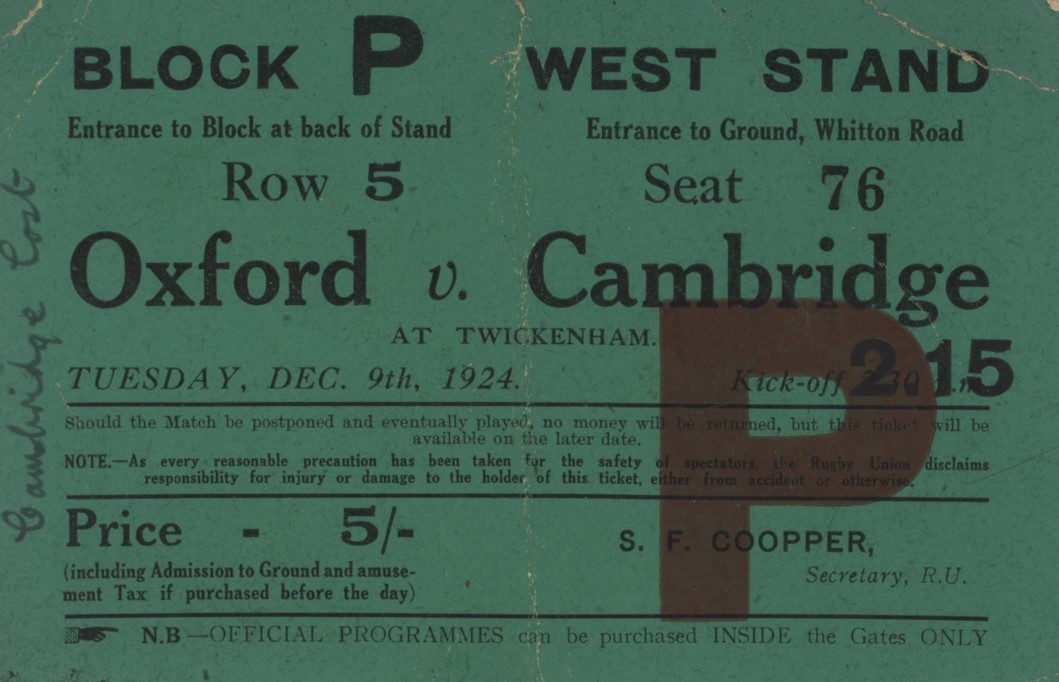 BLOCK P WEST STAND
Entrance to Block at back of Stand Entrance to Ground, Whitton Road
Row 5 Seat 76
Oxford v. Cambridge
AT TWICKENHAM.
TUESDAY, DEC. 9th, 1924. Kick-off 2.30 p.m. 2.15
Should the Match be postponed and eventually played, no money will be returned, but this ticket will be
available on the later date.
NOTE.—As every reasonable precaution has been taken for the safety of spectators, the Rugby Union disclaims
responsibility for injury or damage to the holder of this ticket, either from accident or otherwise.
Price - 5/-
(including Admission to Ground and amuse-
ment Tax if purchased before the day)
S. F. COOPPER,
Secretary, R.U.
P
N.B—OFFICIAL PROGRAMMES can be purchased INSIDE the Gates ONLY
Cambridge Lost